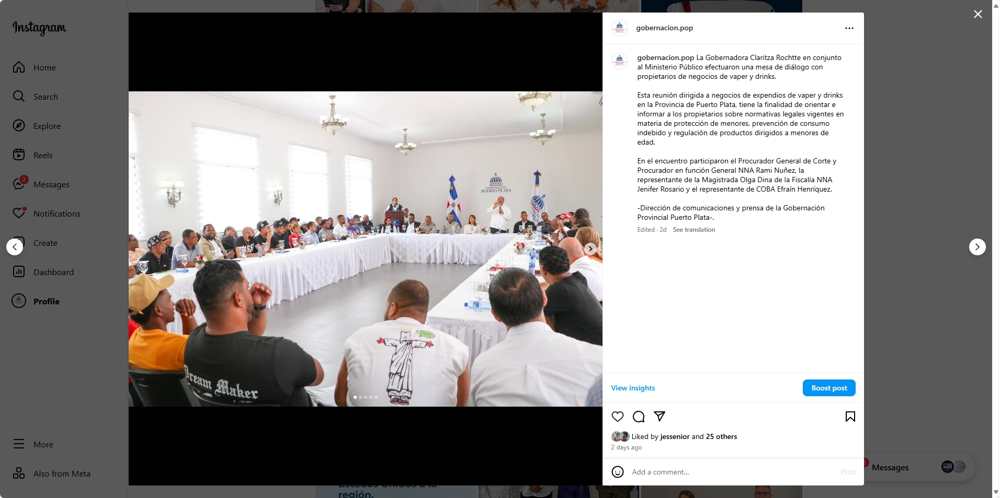 Instagram
Home
Search
Explore
Reels
2
Messages
Notifications
Create
Dashboard
Profile
More
Also from Meta
GOBERNACIÓN
PUERTO PLATA
Dream Maker
gobernacion.pop
gobernacion.pop La Gobernadora Claritza Rochtte en conjunto
al Ministerio Público efectuaron una mesa de diálogo con
propietarios de negocios de vaper y drinks.
Esta reunión dirigida a negocios de expendios de vaper y drinks
en la Provincia de Puerto Plata, tiene la finalidad de orientar e
informar a los propietarios sobre normativas legales vigentes en
materia de protección de menores, prevención de consumo
indebido y regulación de productos dirigidos a menores de
edad.
En el encuentro participaron el Procurador General de Corte y
Procurador en función General NNA Rami Nuñez, la
representante de la Magistrada Olga Dina de la Fiscalía NNA
Jenifer Rosario y el representante de COBA Efraín Henríquez.
-Dirección de comunicaciones y prensa de la Gobernación
Provincial Puerto Plata-.
Edited · 2d See translation
View insights
Boost post
Liked by jessenior and 25 others
2 days ago
Add a comment...
Post
Messages
Estados Unidos a la
región.